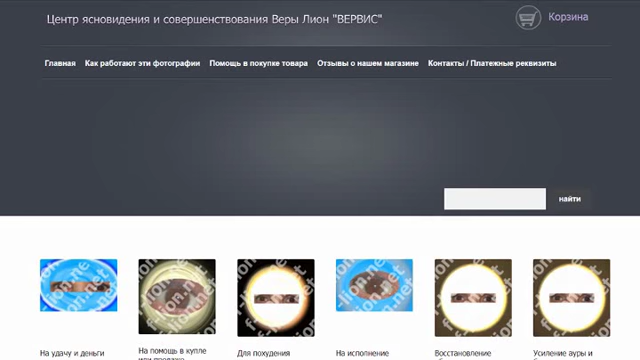 Центр ясновидения и совершенствования Веры Лион "ВЕРВИС"
Корзина
Главная Как работают эти фотографии Помощь в покупке товара Отзывы о нашем магазине Контакты / Платежные реквизиты
найти
На удачу и деньги
На помощь в купле
Для похудения
На исполнение
Восстановление
Усиление ауры и